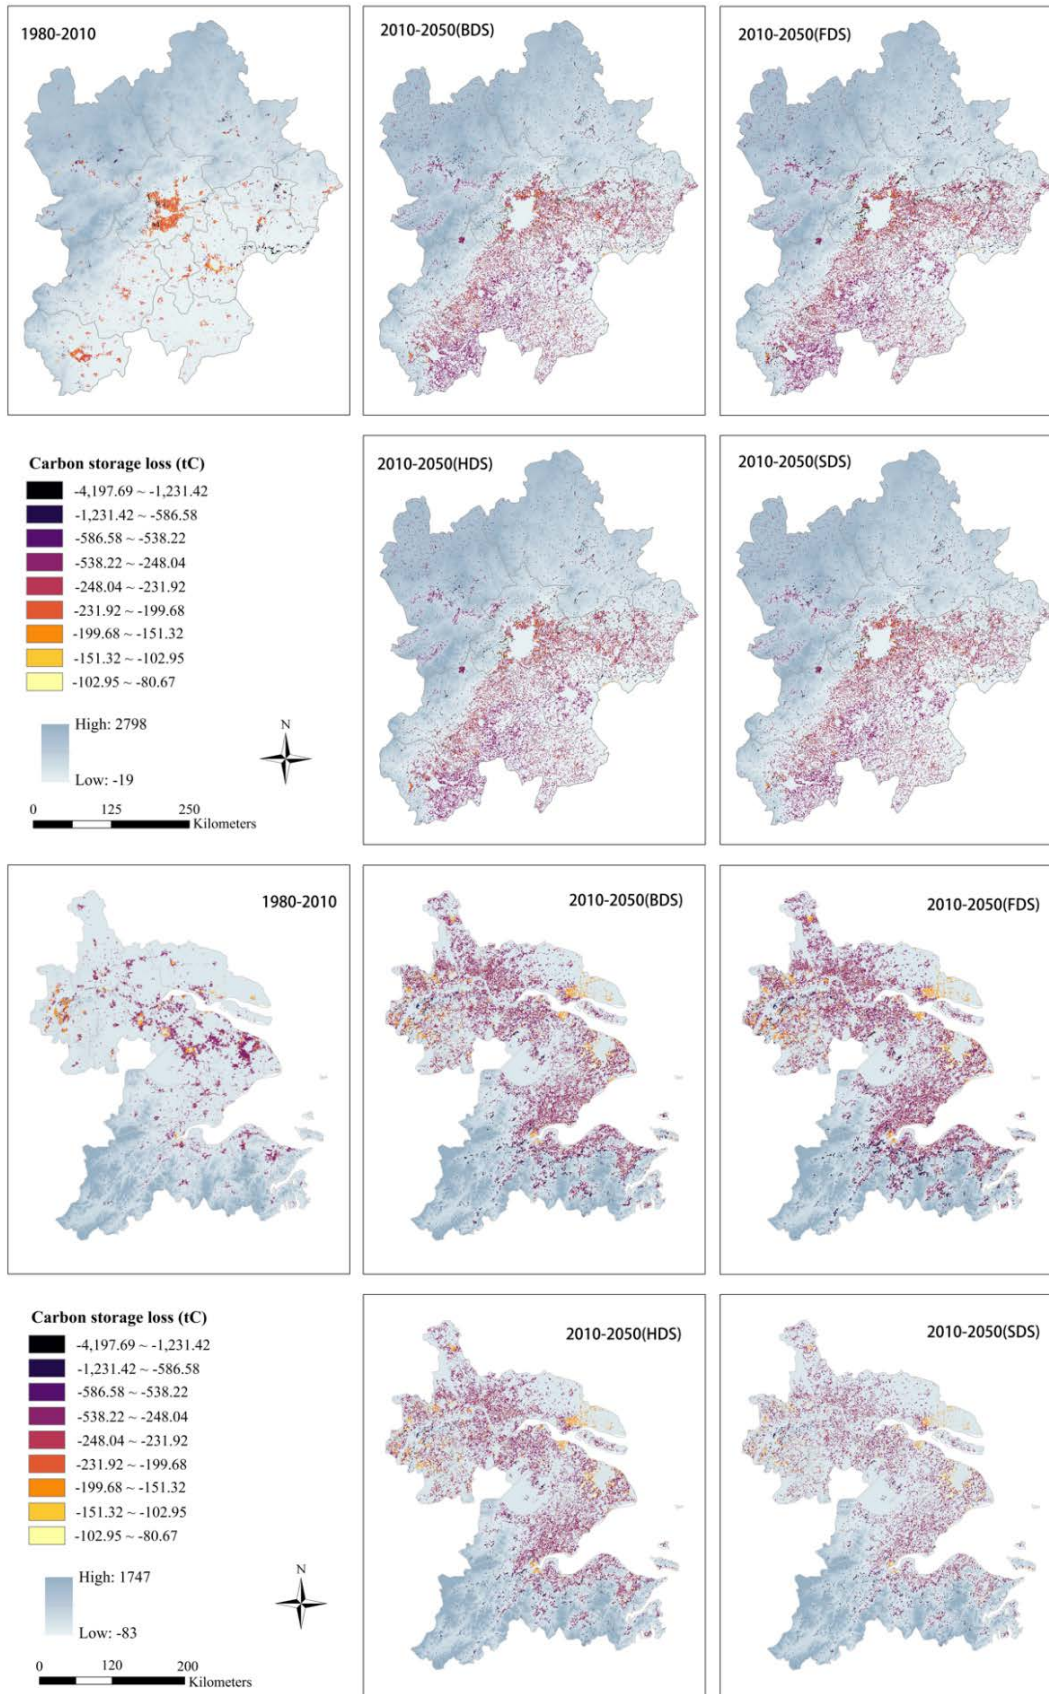 1980-2010
2010-2050(BDS)
2010-2050(FDS)
Carbon storage loss (tC)
-4,197.69 ~ -1,231.42
-1,231.42 ~ -586.58
-586.58 ~ -538.22
-538.22 ~ -248.04
-248.04 ~ -231.92
-231.92 ~ -199.68
-199.68 ~ -151.32
-151.32 ~ -102.95
-102.95 ~ -80.67
High: 2798
Low: -19
N
0 125 250
Kilometers
2010-2050(HDS)
2010-2050(SDS)
1980-2010
2010-2050(BDS)
2010-2050(FDS)
Carbon storage loss (tC)
-4,197.69 ~ -1,231.42
-1,231.42 ~ -586.58
-586.58 ~ -538.22
-538.22 ~ -248.04
-248.04 ~ -231.92
-231.92 ~ -199.68
-199.68 ~ -151.32
-151.32 ~ -102.95
-102.95 ~ -80.67
High: 1747
Low: -83
N
0 120 200
Kilometers
2010-2050(HDS)
2010-2050(SDS)